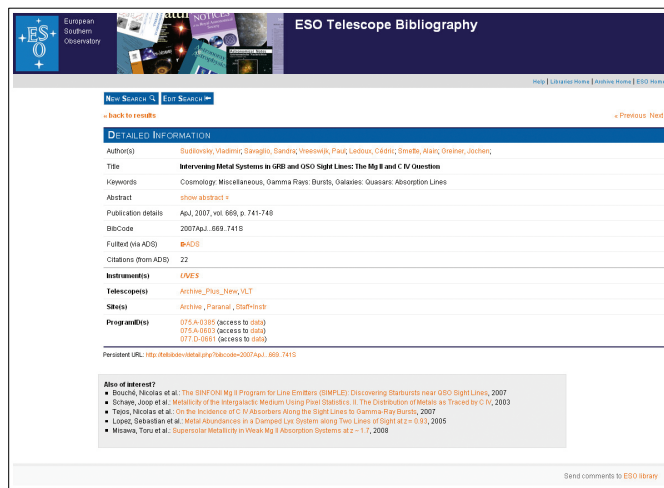 European
Southern
Observatory
ESO Telescope Bibliography
Help | Libraries Home | Archive Home | ESO Home
NEW SEARCH EDIT SEARCH
« back to results
« Previous Next
DETAILED INFORMATION
Author(s) Sudilovsky, Vladimir; Savaglio, Sandra; Vreeswijk, Paul; Ledoux, Cédric; Smette, Alain; Greiner, Jochen;
Title Intervening Metal Systems in GRB and QSO Sight Lines: The Mg II and C IV Question
Keywords Cosmology: Miscellaneous, Gamma Rays: Bursts, Galaxies: Quasars: Absorption Lines
Abstract show abstract
Publication details ApJ, 2007, vol. 669, p. 741-748
BibCode 2007ApJ...669..741S
Fulltext (via ADS) ADS
Citations (from ADS) 22
Instrument(s) UVES
Telescope(s) Archive_Plus_New, VLT
Site(s) Archive , Paranal , Staff+Instr
ProgramID(s) 075.A-0385 (access to data)
075.A-0603 (access to data)
077.D-0661 (access to data)
Persistent URL: http://telbibdev/detail.php?bibcode=2007ApJ...669..741S
Also of interest?
Bouché, Nicolas et al.: The SINFONI Mg II Program for Line Emitters (SIMPLE): Discovering Starbursts near QSO Sight Lines, 2007
Schaye, Joop et al.: Metallicity of the Intergalactic Medium Using Pixel Statistics. II. The Distribution of Metals as Traced by C IV, 2003
Tejos, Nicolas et al.: On the Incidence of C IV Absorbers Along the Sight Lines to Gamma-Ray Bursts, 2007
Lopez, Sebastian et al.: Metal Abundances in a Damped Lyα System along Two Lines of Sight at z = 0.93, 2005
Misawa, Toru et al.: Supersolar Metallicity in Weak Mg II Absorption Systems at z ~ 1.7, 2008
Send comments to ESO library